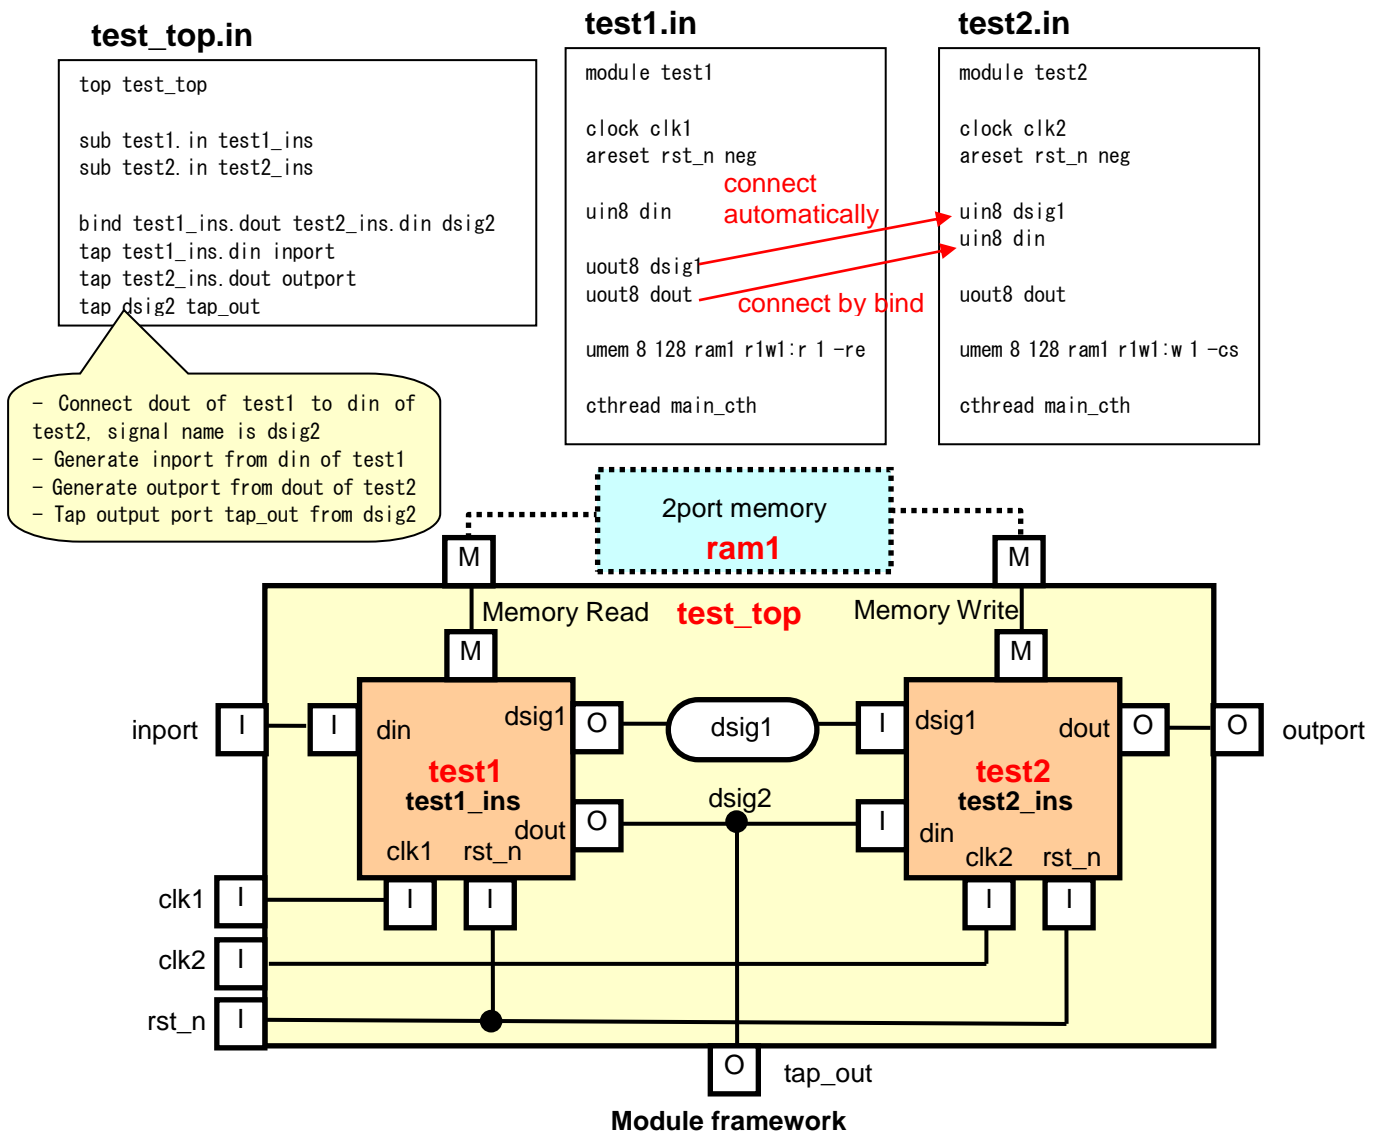 test_top.in
top test_top
sub test1.in test1_ins
sub test2.in test2_ins
bind test1_ins.dout test2_ins.din dsig2
tap test1_ins.din inport
tap test2_ins.dout outport
tap dsig2 tap_out
- Connect dout of test1 to din of
test2, signal name is dsig2
- Generate inport from din of test1
- Generate outport from dout of test2
- Tap output port tap_out from dsig2
test1.in
module test1
clock clk1
areset rst_n neg
uin8 din
uout8 dsig1
uout8 dout
umem 8 128 ram1 r1w1:r 1 -re
cthread main_cth
connect
automatically
connect by bind
test2.in
module test2
clock clk2
areset rst_n neg
uin8 dsig1
uin8 din
uout8 dout
umem 8 128 ram1 r1w1:w 1 -cs
cthread main_cth
2port memory
ram1
M
M
Memory Read
test_top
Memory Write
M
M
inport
I
I
din
dsig1
O
dsig1
I
dsig1
dout
O
O
outport
test1
test1_ins
test2
test2_ins
dsig2
dout
O
I
din
clk1
rst_n
clk2
rst_n
clk1
I
I
I
I
I
clk2
I
rst_n
I
O
tap_out
Module framework